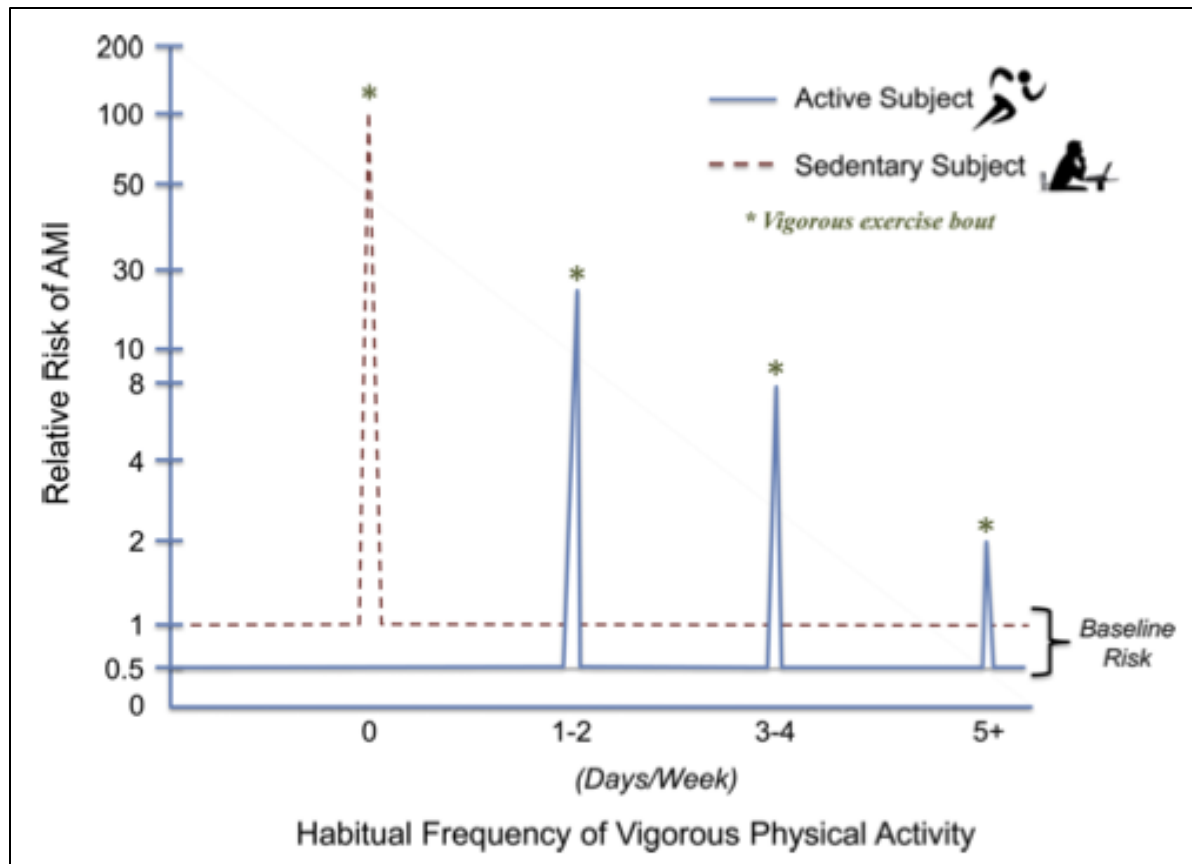 200
100
50
30
10
8
4
2
1
0.5
0
Relative Risk of AMI
Active Subject
Sedentary Subject
* Vigorous exercise bout
*
*
*
*
Baseline
Risk
0 1-2 3-4 5+
(Days/Week)
Habitual Frequency of Vigorous Physical Activity